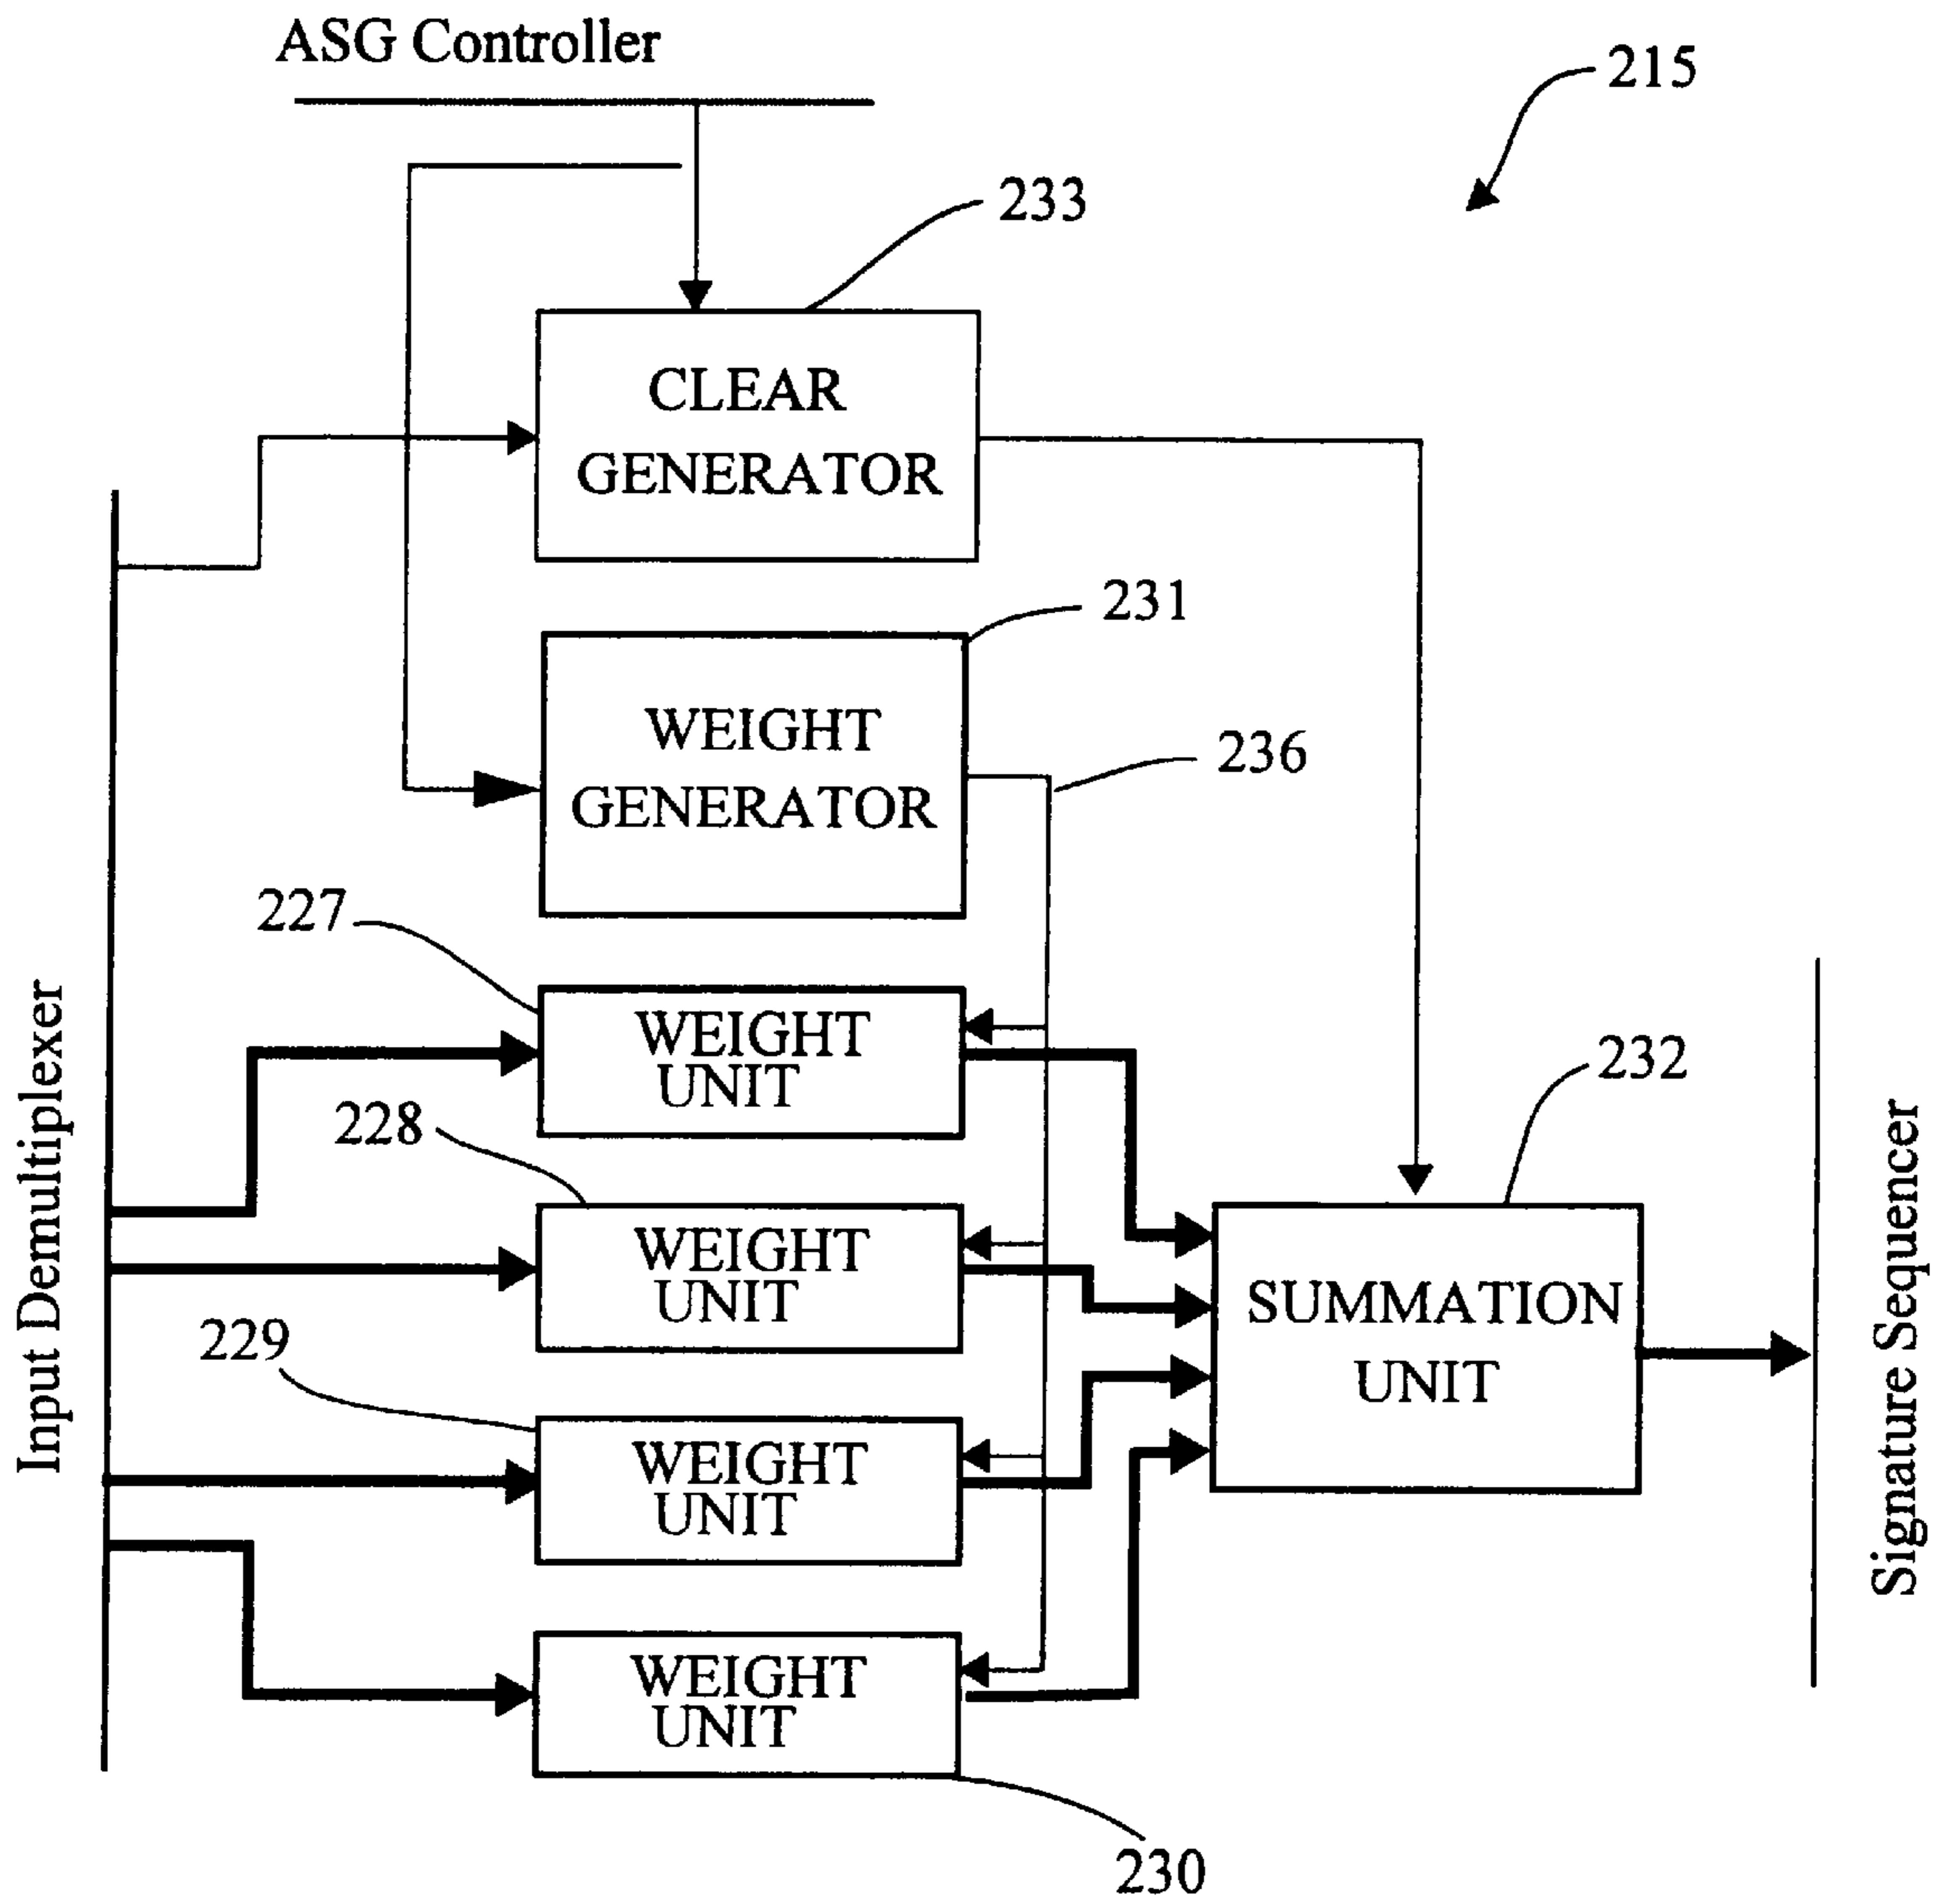 ASG Controller
215
233
CLEAR
GENERATOR
231
WEIGHT
GENERATOR
236
227
WEIGHT
UNIT
228
WEIGHT
UNIT
229
WEIGHT
UNIT
WEIGHT
UNIT
230
232
SUMMATION
UNIT
Input Demultiplexer
Signature Sequencer